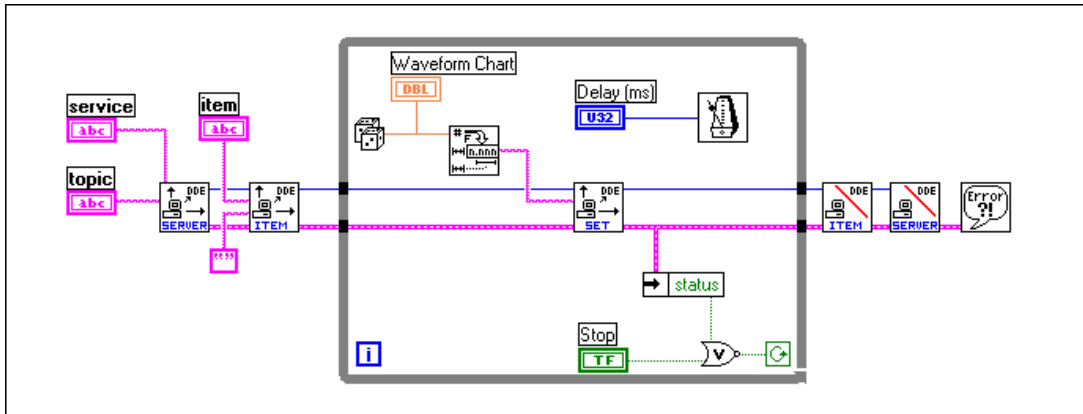 Waveform Chart
DBL
Delay (ms)
U32
service
abc
item
abc
topic
abc
DDE
SERVER
DDE
ITEM
#
F
n.nnn
DDE
SET
DDE
ITEM
DDE
SERVER
Error
?!
""
status
Stop
TF
V
i